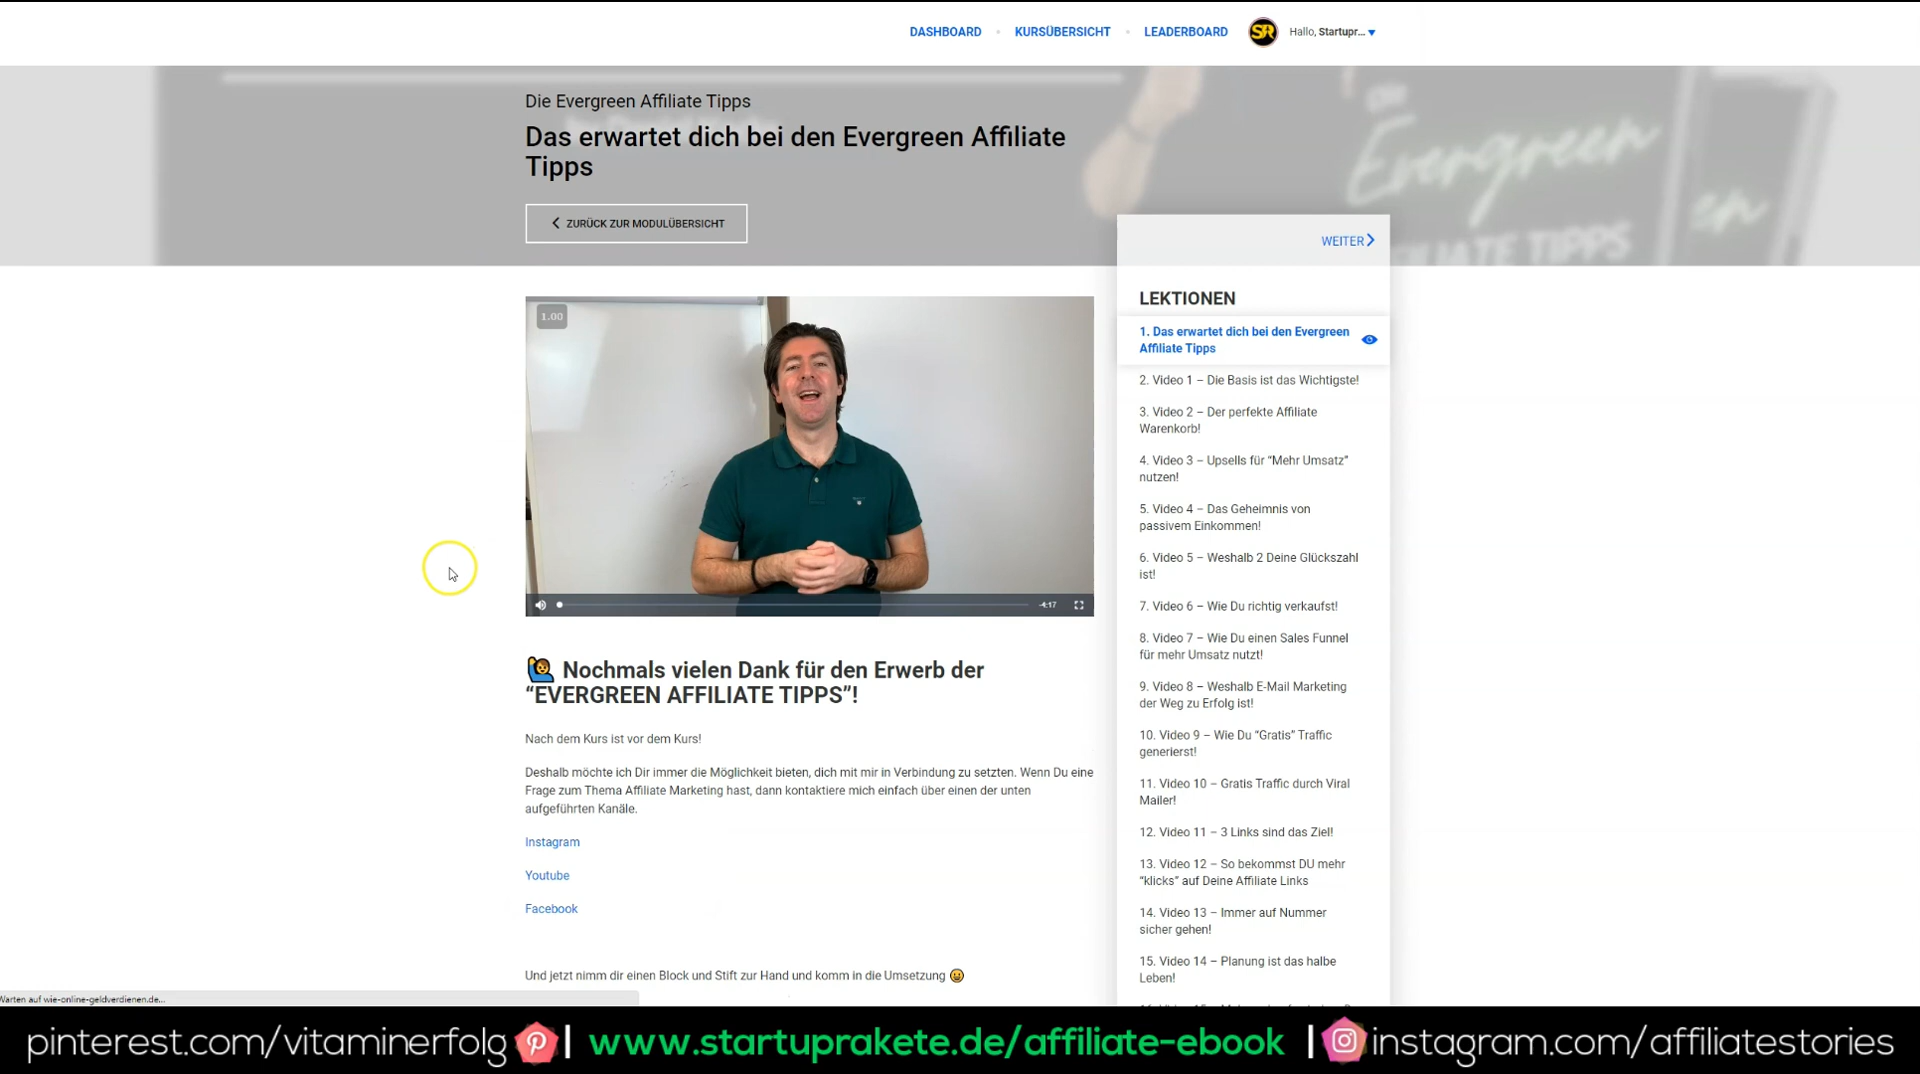 DASHBOARD
KURSÜBERSICHT
LEADERBOARD
SR
Hallo, Startupr...
Die Evergreen Affiliate Tipps
Das erwartet dich bei den Evergreen Affiliate
Tipps
ZURÜCK ZUR MODULÜBERSICHT
Die
Evergreen
AFFILIATE TIPPS
en
1.00
-4:17
Nochmals vielen Dank für den Erwerb der
“EVERGREEN AFFILIATE TIPPS”!
Nach dem Kurs ist vor dem Kurs!
Deshalb möchte ich Dir immer die Möglichkeit bieten, dich mit mir in Verbindung zu setzten. Wenn Du eine
Frage zum Thema Affiliate Marketing hast, dann kontaktiere mich einfach über einen der unten
aufgeführten Kanäle.
Instagram
Youtube
Facebook
Und jetzt nimm dir einen Block und Stift zur Hand und komm in die Umsetzung
WEITER
LEKTIONEN
1. Das erwartet dich bei den Evergreen
Affiliate Tipps
2. Video 1 – Die Basis ist das Wichtigste!
3. Video 2 – Der perfekte Affiliate
Warenkorb!
4. Video 3 – Upsells für “Mehr Umsatz”
nutzen!
5. Video 4 – Das Geheimnis von
passivem Einkommen!
6. Video 5 – Weshalb 2 Deine Glückszahl
ist!
7. Video 6 – Wie Du richtig verkaufst!
8. Video 7 – Wie Du einen Sales Funnel
für mehr Umsatz nutzt!
9. Video 8 – Weshalb E-Mail Marketing
der Weg zu Erfolg ist!
10. Video 9 – Wie Du “Gratis” Traffic
generierst!
11. Video 10 – Gratis Traffic durch Viral
Mailer!
12. Video 11 – 3 Links sind das Ziel!
13. Video 12 – So bekommst DU mehr
“klicks” auf Deine Affiliate Links
14. Video 13 – Immer auf Nummer
sicher gehen!
15. Video 14 – Planung ist das halbe
Leben!
Warten auf wie-online-geldverdienen.de...
pinterest.com/vitaminerfolg | www.startuprakete.de/affiliate-ebook | instagram.com/affiliatestories